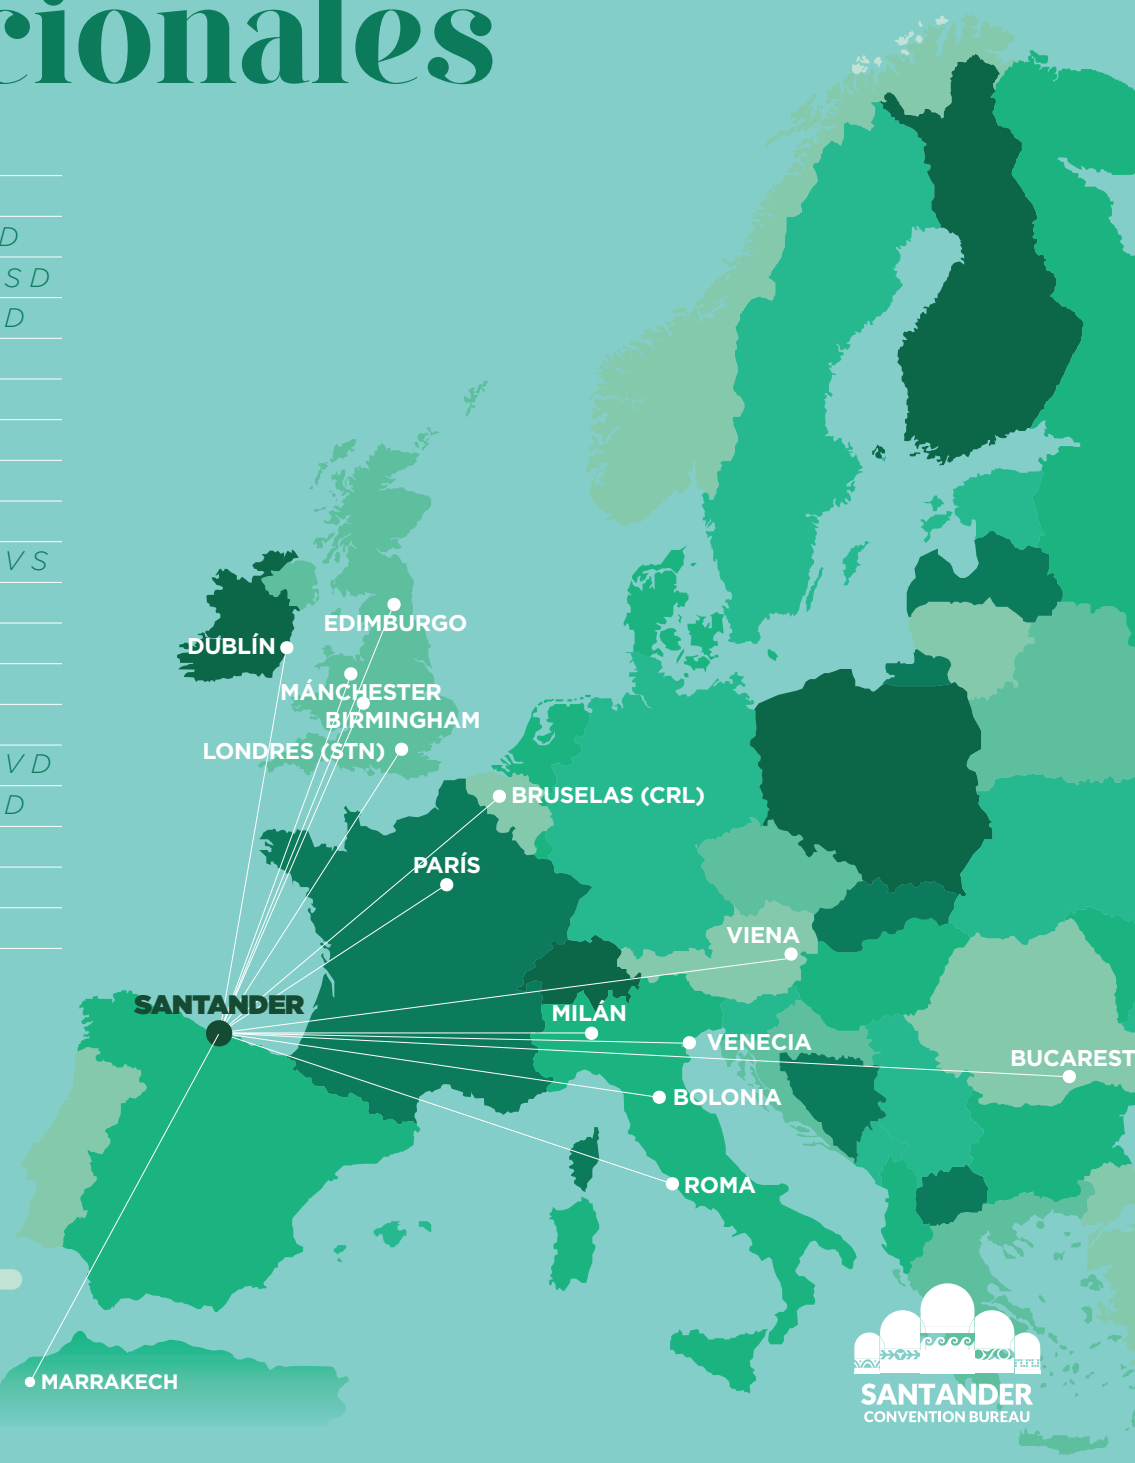 cionales
D
S D
D
V S
V D
D
EDIMBURGO
DUBLÍN
MÁNCHESTER
BIRMINGHAM
LONDRES (STN)
BRUSELAS (CRL)
PARÍS
VIENA
SANTANDER
MILÁN
VENECIA
BUCAREST
BOLONIA
ROMA
MARRAKECH
SANTANDER
CONVENTION BUREAU